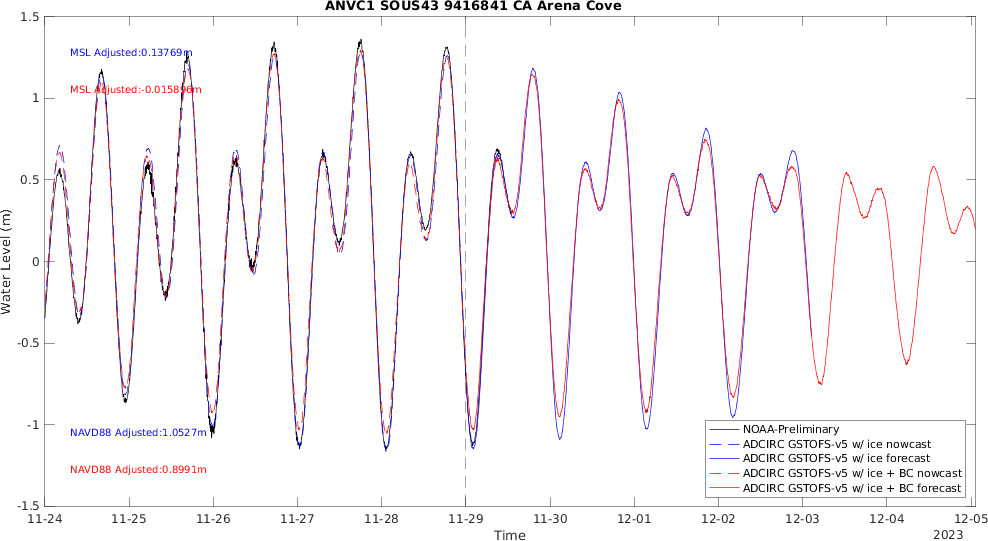 ANVC1 SOUS43 9416841 CA Arena Cove
1.5
1
0.5
0
-0.5
-1
-1.5
Water Level (m)
MSL Adjusted:0.13769m
MSL Adjusted:-0.015896m
NAVD88 Adjusted:1.0527m
NAVD88 Adjusted:0.8991m
NOAA-Preliminary
ADCIRC GSTOFS-v5 w/ ice nowcast
ADCIRC GSTOFS-v5 w/ ice forecast
ADCIRC GSTOFS-v5 w/ ice + BC nowcast
ADCIRC GSTOFS-v5 w/ ice + BC forecast
11-24 11-25 11-26 11-27 11-28 11-29 11-30 12-01 12-02 12-03 12-04 12-05
Time
2023